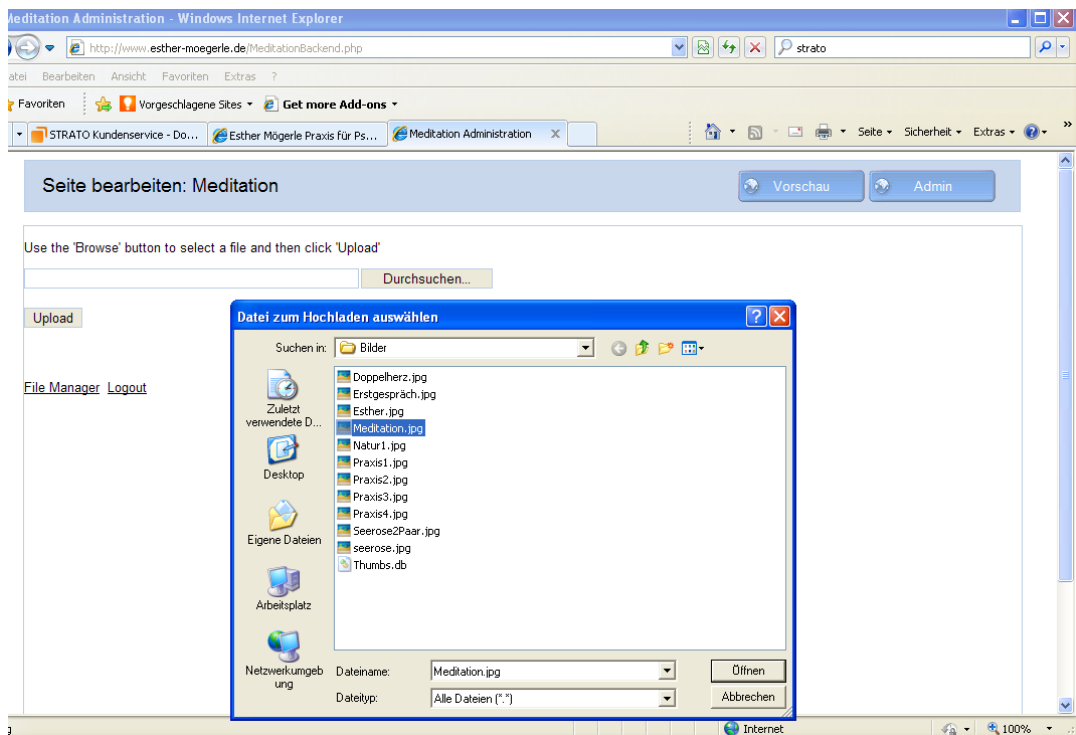 Meditation Administration - Windows Internet Explorer
http://www.esther-moegerle.de/MeditationBackend.php
strato
atei Bearbeiten Ansicht Favoriten Extras ?
Favoriten Vorgeschlagene Sites Get more Add-ons
STRATO Kundenservice - Do... Esther Mögerle Praxis für Ps... Meditation Administration X Seite Sicherheit Extras »
Seite bearbeiten: Meditation Vorschau Admin
Use the 'Browse' button to select a file and then click 'Upload'
Durchsuchen...
Upload
File Manager Logout
Datei zum Hochladen auswählen
Suchen in: Bilder
Zuletzt
verwendete D...
Desktop
Eigene Dateien
Arbeitsplatz
Netzwerkumgeb
ung
Doppelherz.jpg
Erstgespräch.jpg
Esther.jpg
Meditation.jpg
Natur1.jpg
Praxis1.jpg
Praxis2.jpg
Praxis3.jpg
Praxis4.jpg
Seerose2Paar.jpg
seerose.jpg
Thumbs.db
Dateiname: Meditation.jpg Öffnen
Dateityp: Alle Dateien (*.*) Abbrechen
Internet 100%